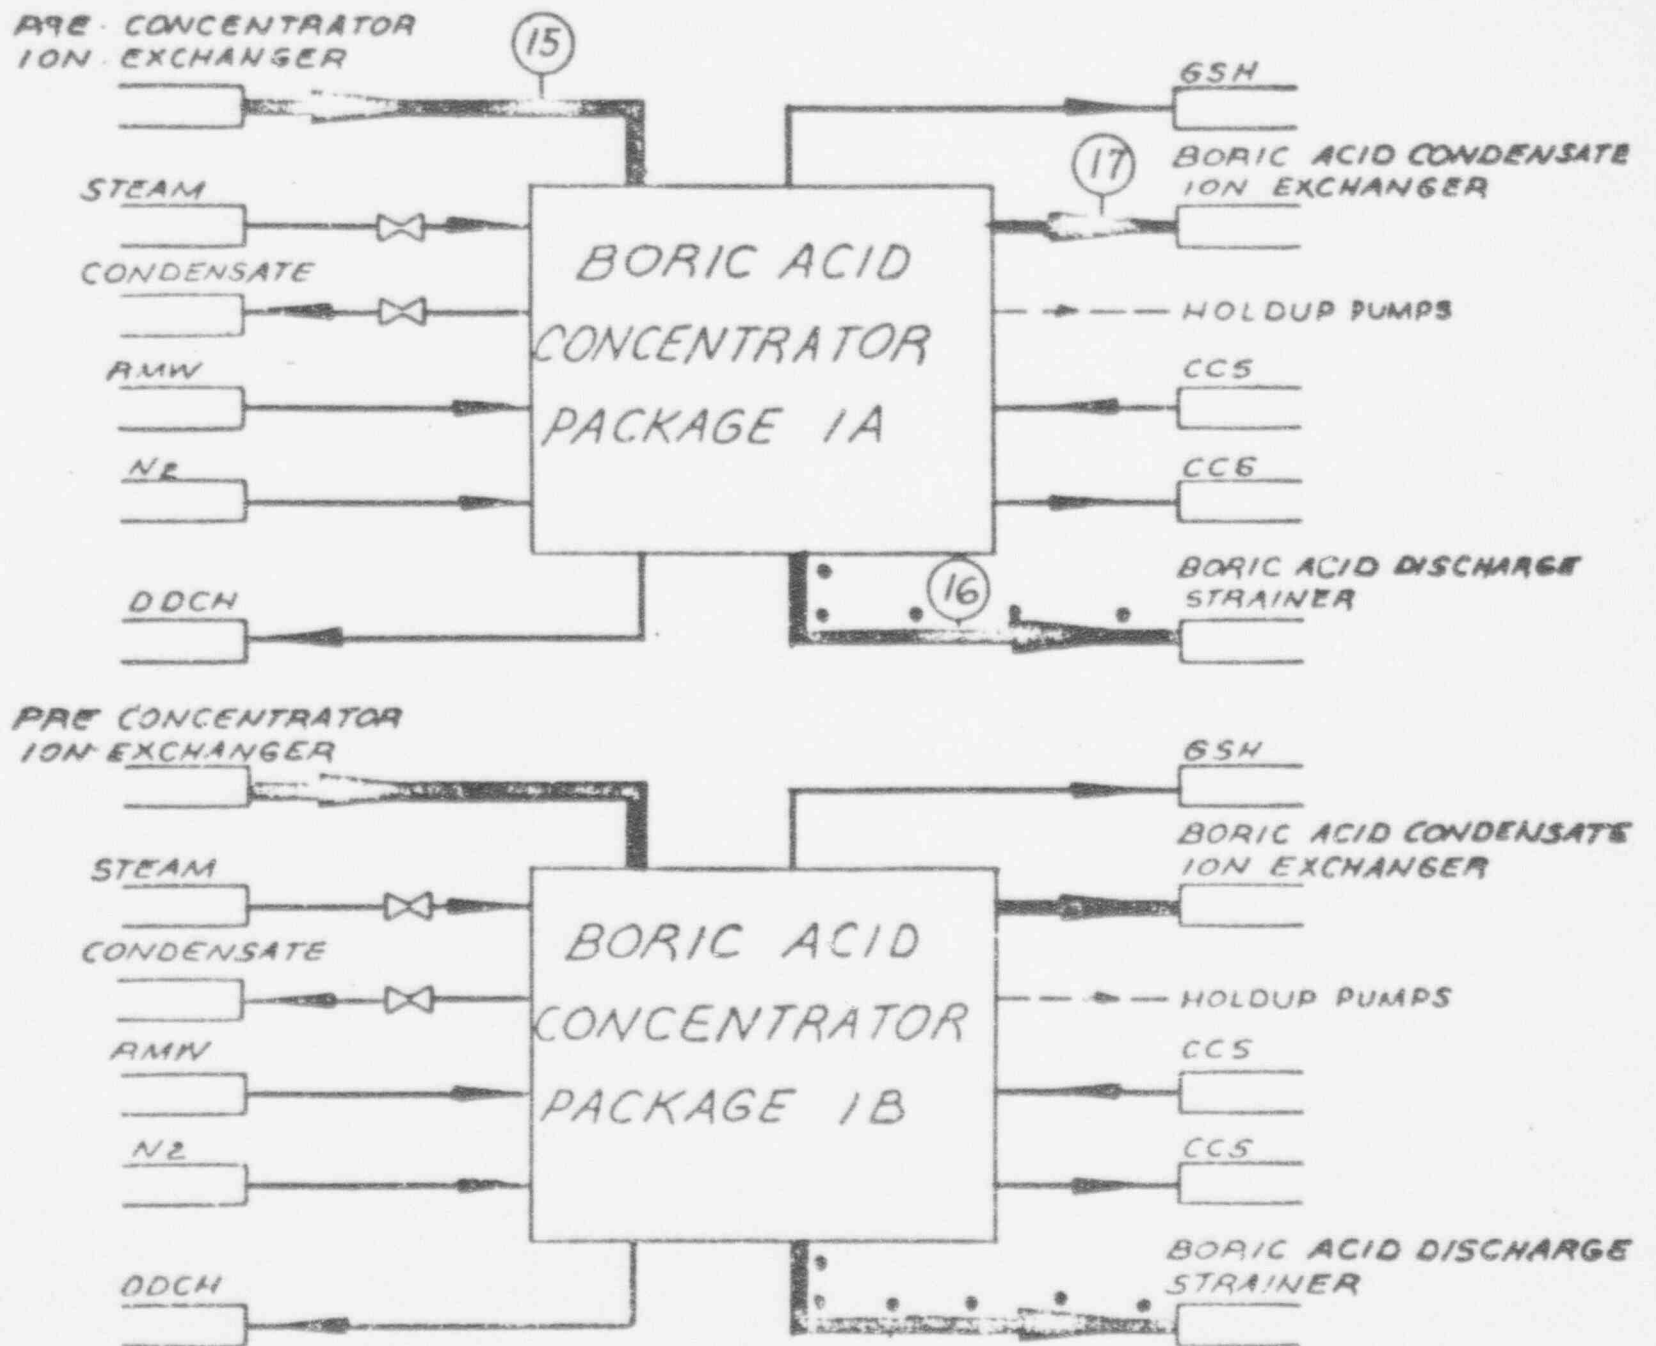 PRE-CONCENTRATOR
ION EXCHANGER
15
GSH
17
BORIC ACID CONDENSATE
ION EXCHANGER
STEAM
CONDENSATE
BORIC ACID
CONCENTRATOR
PACKAGE 1A
HOLDUP PUMPS
RMW
CCS
N2
CCS
DDCH
16
BORIC ACID DISCHARGE
STRAINER
PRE CONCENTRATOR
ION EXCHANGER
GSH
BORIC ACID CONDENSATE
ION EXCHANGER
STEAM
CONDENSATE
BORIC ACID
CONCENTRATOR
PACKAGE 1B
HOLDUP PUMPS
RMW
CCS
N2
CCS
DDCH
BORIC ACID DISCHARGE
STRAINER